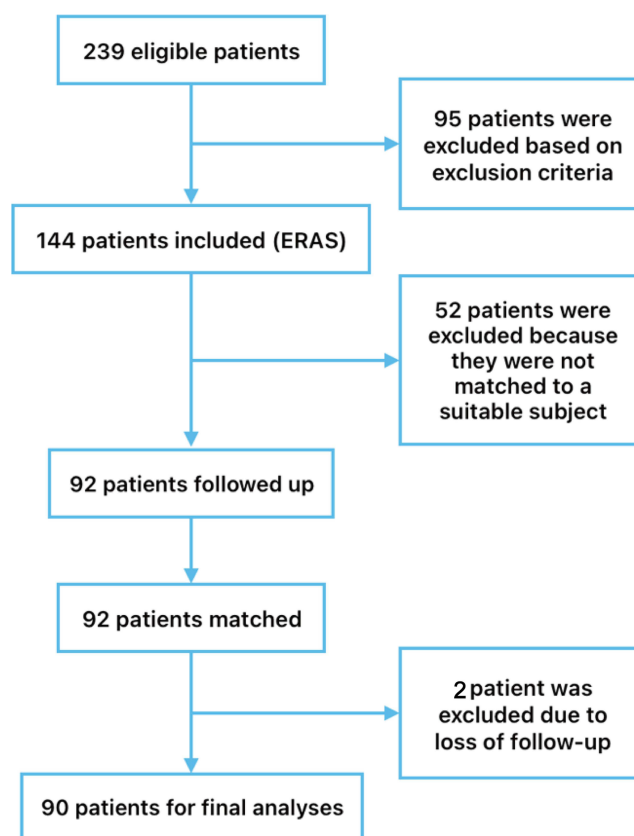 239 eligible patients
95 patients were
excluded based on
exclusion criteria
144 patients included (ERAS)
52 patients were
excluded because
they were not
matched to a
suitable subject
92 patients followed up
92 patients matched
2 patient was
excluded due to
loss of follow-up
90 patients for final analyses